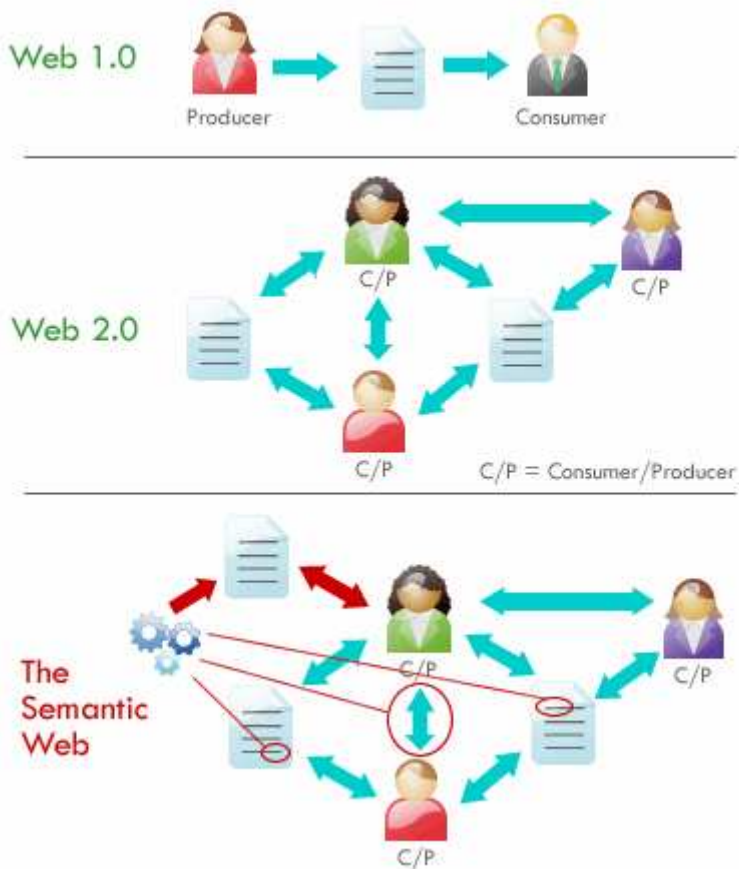 Web 1.0
Producer
Consumer
C/P
C/P
Web 2.0
C/P
C/P = Consumer/Producer
C/P
C/P
The
Semantic
Web
C/P